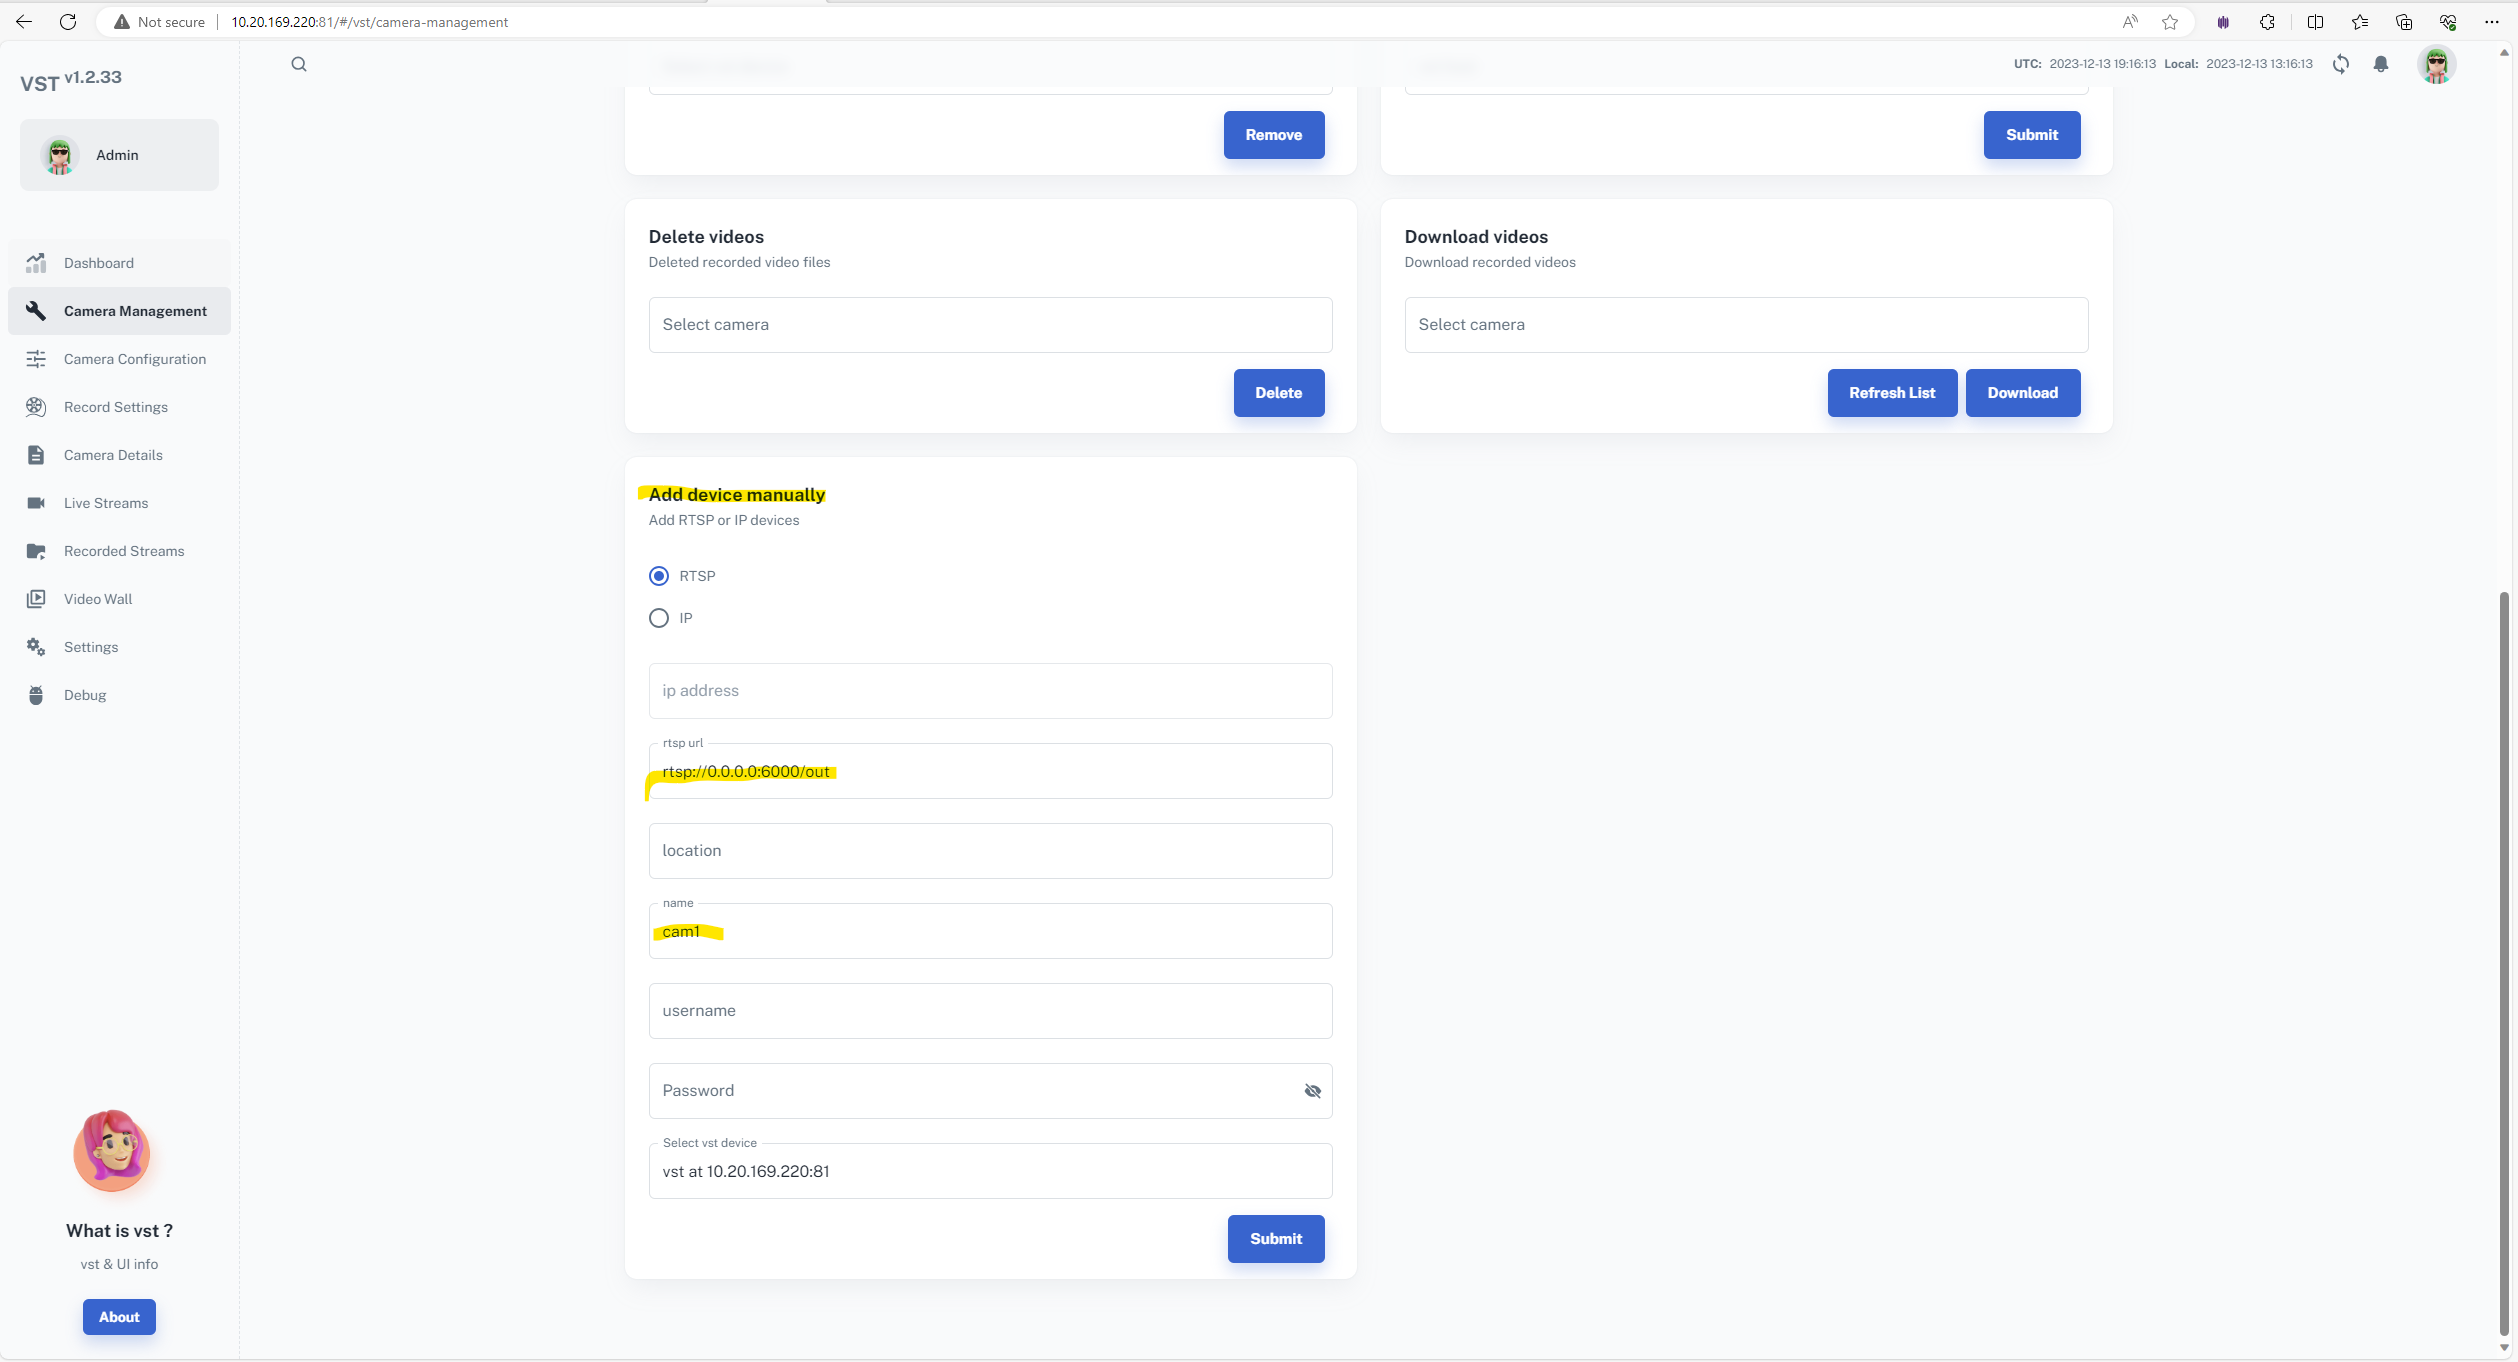 Not secure
10.20.169.220:81/#/vst/camera-management
VST v1.2.33
UTC: 2023-12-13 19:16:13 Local: 2023-12-13 13:16:13
Admin
Dashboard
Camera Management
Camera Configuration
Record Settings
Camera Details
Live Streams
Recorded Streams
Video Wall
Settings
Debug
What is vst ?
vst & UI info
About
Remove
Submit
Delete videos
Deleted recorded video files
Select camera
Delete
Download videos
Download recorded videos
Select camera
Refresh List
Download
Add device manually
Add RTSP or IP devices
RTSP
IP
ip address
rtsp url
rtsp://0.0.0.0:6000/out
location
name
cam1
username
Password
Select vst device
vst at 10.20.169.220:81
Submit